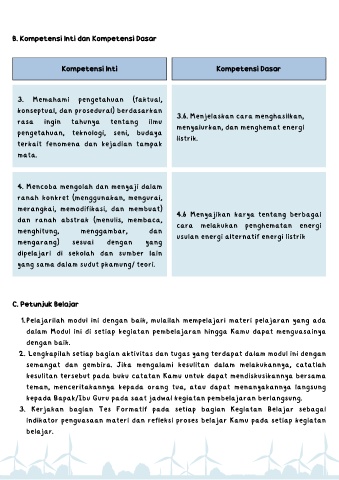 B. Kompetensi Inti dan Kompetensi Dasar
Kompetensi Inti
Kompetensi Dasar
3. Memahami pengetahuan (faktual,
konseptual, dan prosedural) berdasarkan
rasa ingin tahunya tentang ilmu
pengetahuan, teknologi, seni, budaya
terkait fenomena dan kejadian tampak
mata.
3.6. Menjelaskan cara menghasilkan,
menyalurkan, dan menghemat energi
listrik.
4. Mencoba mengolah dan menyaji dalam
ranah konkret (menggunakan, mengurai,
merangkai, memodifikasi, dan membuat)
dan ranah abstrak (menulis, membaca,
menghitung, menggambar, dan
mengarang) sesuai dengan yang
dipelajari di sekolah dan sumber lain
yang sama dalam sudut pkamung/ teori.
4.6 Menyajikan karya tentang berbagai
cara melakukan penghematan energi
usulan energi alternatif energi listrik
C. Petunjuk Belajar
1.Pelajarilah modul ini dengan baik, mulailah mempelajari materi pelajaran yang ada
dalam Modul ini di setiap kegiatan pembelajaran hingga Kamu dapat menguasainya
dengan baik.
2. Lengkapilah setiap bagian aktivitas dan tugas yang terdapat dalam modul ini dengan
semangat dan gembira. Jika mengalami kesulitan dalam melakukannya, catatlah
kesulitan tersebut pada buku catatan Kamu untuk dapat mendiskusikannya bersama
teman, menceritakannya kepada orang tua, atau dapat menanyakannya langsung
kepada Bapak/Ibu Guru pada saat jadwal kegiatan pembelajaran berlangsung.
3. Kerjakan bagian Tes Formatif pada setiap bagian Kegiatan Belajar sebagai
indikator penguasaan materi dan refleksi proses belajar Kamu pada setiap kegiatan
belajar.